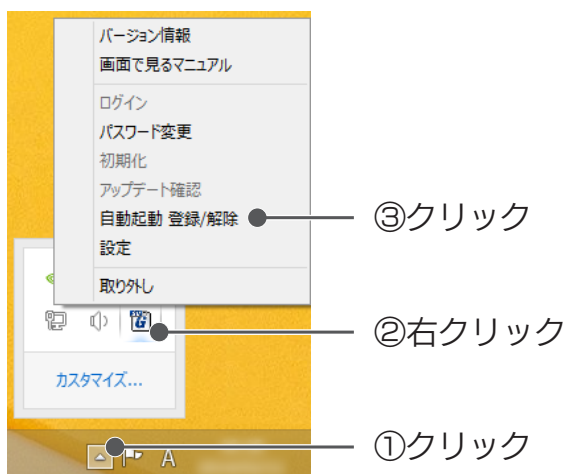 バージョン情報
画面で見るマニュアル
ログイン
パスワード変更
初期化
アップデート確認
自動起動 登録/解除
③クリック
設定
取り外し
②右クリック
カスタマイズ...
①クリック
A